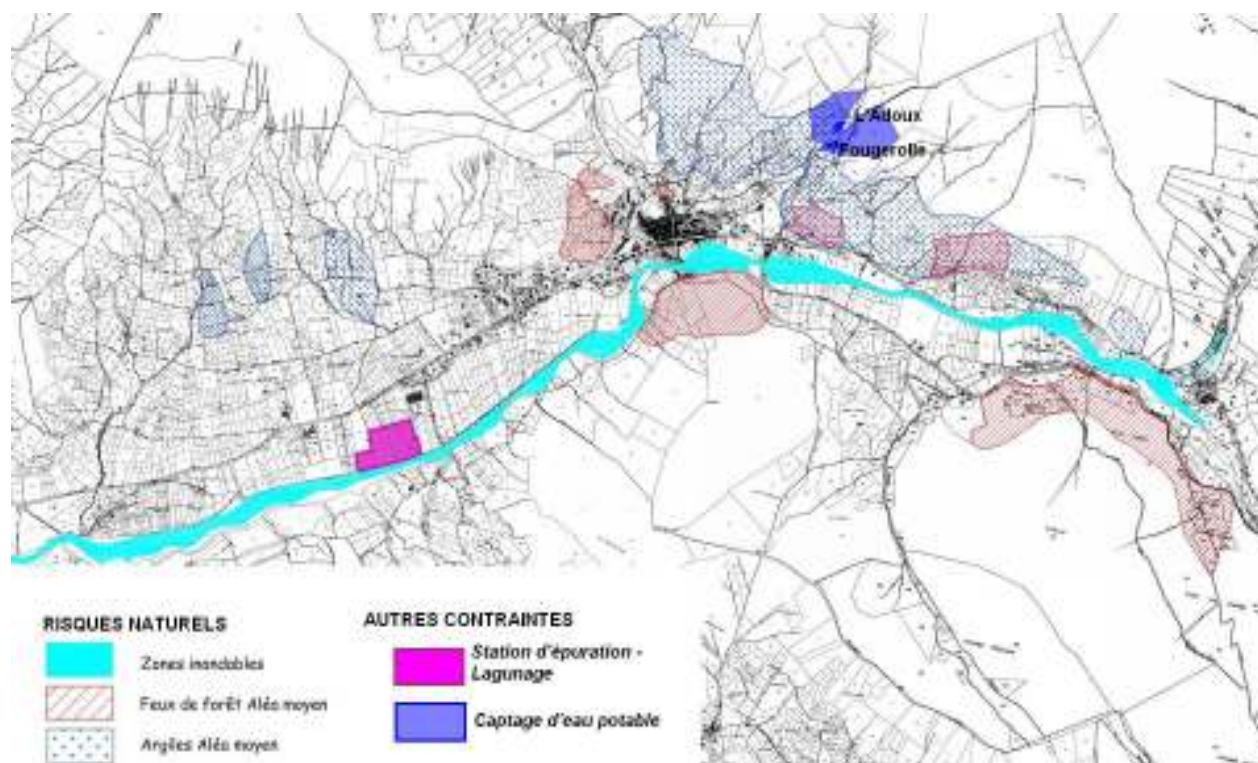 L'Adoux
Fougerolle
RISQUES NATURELS
Zones inondables
Feux de forêt Aléa moyen
Argiles Aléa moyen
AUTRES CONTRAINTES
Station d'épuration -
Lagunage
Captage d'eau potable